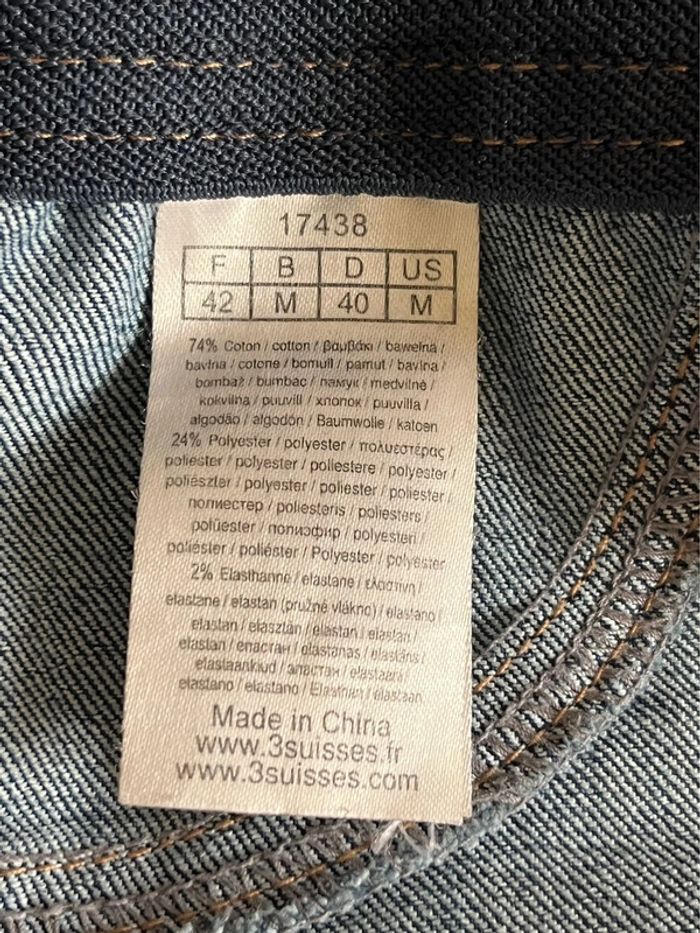 17438
F B D US
42 M 40 M
74% Coton / cotton / βαμβάκι / bawełna /
bavlna / cotone / bomull / pamut / bavlna /
bombaž / bumbac / памук / medvilnė /
kokvilna / puuvill / хлопок / puuvilla /
algodão / algodón / Baumwolle / katoen
24% Polyester / polyester / πολυεστέρας /
poliester / polyester / poliestere / polyester /
poliészter / polyester / poliester / poliester /
полиестер / poliesteris / poliesters /
polüester / полиэфир / polyesteri /
poliéster / poliéster / Polyester / polyester
2% Elasthanne / elastane / ελαστίνη /
elastane / elastan (pružné vlákno) / elastano /
elastan / elasztán / elastan / elastan /
elastan / еластан / elastanas / elastāns /
elastaankiud / эластан / elastaani /
elastano / elastano / Elasthan / elastaan
Made in China
www.3suisses.fr
www.3suisses.com